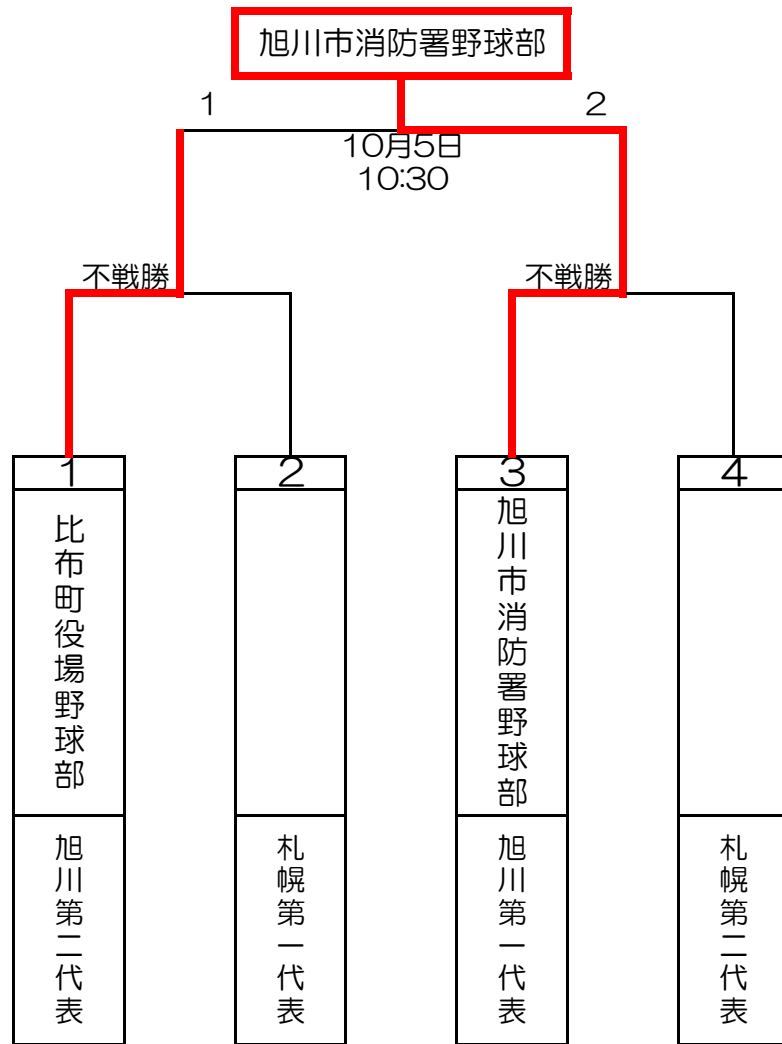 旭川市消防署野球部
1
2
10月5日
10:30
不戦勝
不戦勝
1
2
3
4
比布町役場野球部
旭川市消防署野球部
旭川第二代表
札幌第一代表
旭川第一代表
札幌第二代表